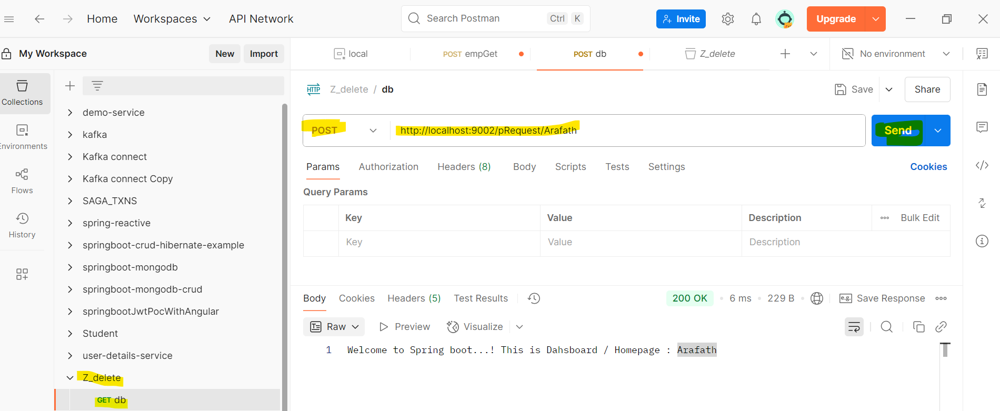 Home Workspaces API Network Search Postman Ctrl K Invite Upgrade
My Workspace New Import
local POST empGet POST db Z_delete No environment
Collections
Environments
Flows
History
demo-service
kafka
Kafka connect
Kafka connect Copy
SAGA_TXNS
spring-reactive
springboot-crud-hibernate-example
springboot-mongodb
springboot-mongodb-crud
springbootJwtPocWithAngular
Student
user-details-service
Z_delete
GET db
HTTP Z_delete / db Save Share
POST http://localhost:9002/pRequest/Arafath Send
Params Authorization Headers (8) Body Scripts Tests Settings Cookies
Query Params
Key Value Description Bulk Edit
Key Value Description
Body Cookies Headers (5) Test Results 200 OK 6 ms 229 B e.g. Save Response
Raw Preview Visualize
1 Welcome to Spring boot...! This is Dahsboard / Homepage : Arafath